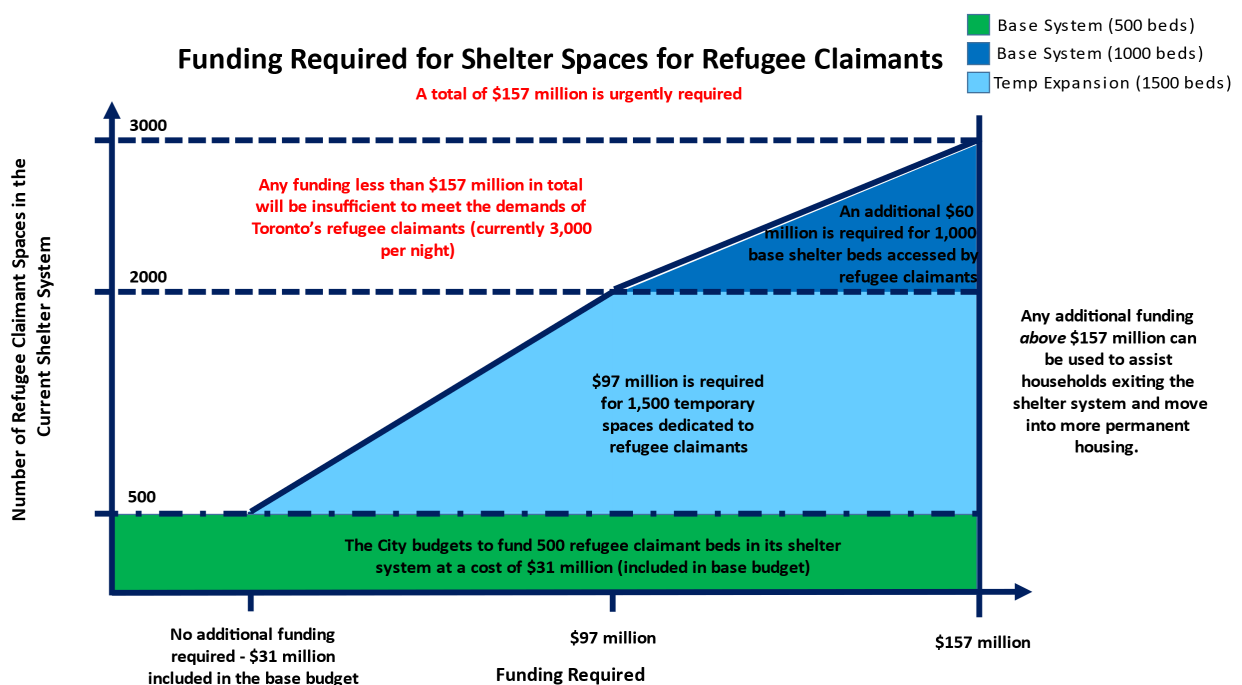 Base System (500 beds)
Base System (1000 beds)
Temp Expansion (1500 beds)
Funding Required for Shelter Spaces for Refugee Claimants
A total of $157 million is urgently required
Number of Refugee Claimant Spaces in the
Current Shelter System
3000
Any funding less than $157 million in total
will be insufficient to meet the demands of
Toronto's refugee claimants (currently 3,000
per night)
An additional $60
million is required for 1,000
base shelter beds accessed by
refugee claimants
2000
Any additional funding
above $157 million can
be used to assist
households exiting the
shelter system and move
into more permanent
housing.
$97 million is required
for 1,500 temporary
spaces dedicated to
refugee claimants
500
The City budgets to fund 500 refugee claimant beds in its shelter
system at a cost of $31 million (included in base budget)
No additional funding
required - $31 million
included in the base budget
$97 million
$157 million
Funding Required